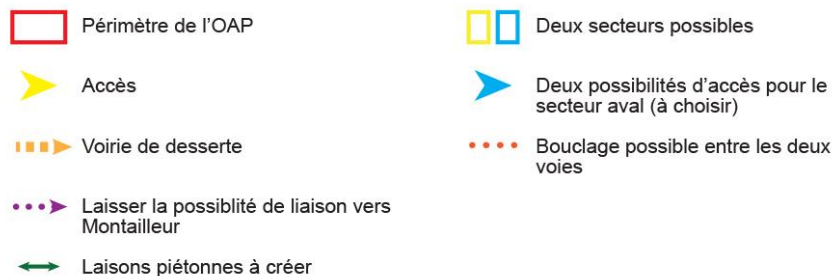 Périmètre de l'OAP
Accès
Voirie de desserte
Laisser la possiblité de liaison vers
Montailleur
Laisons piétonnes à créer
Deux secteurs possibles
Deux possibilités d'accès pour le
secteur aval (à choisir)
Bouclage possible entre les deux
voies